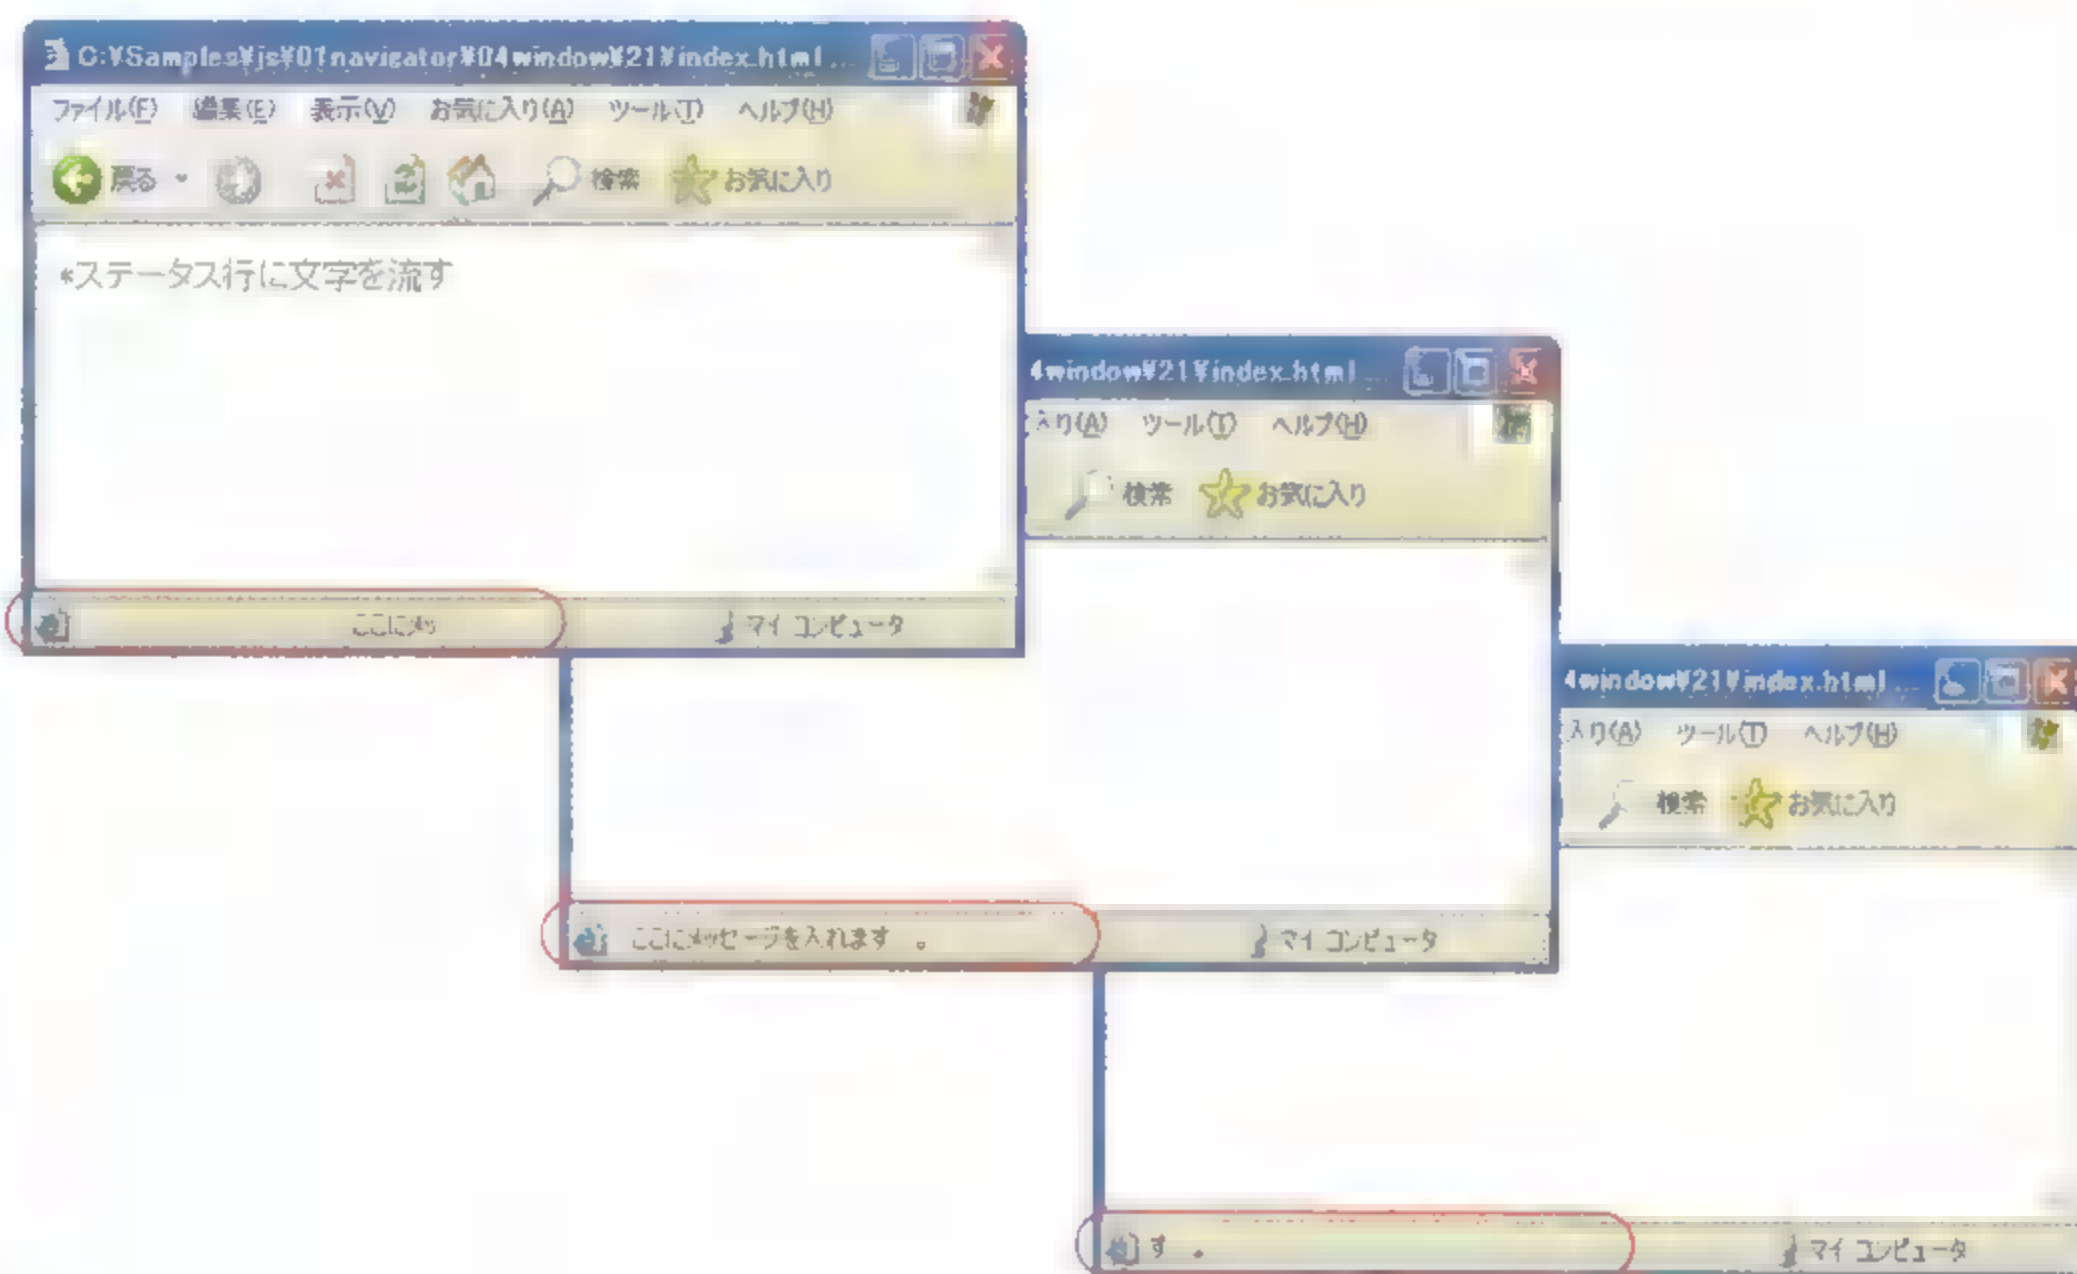 C:¥Samples¥js¥01navigator¥04window¥21¥index.html ...
ファイル(F) 編集(E) 表示(V) お気に入り(A) ツール(T) ヘルプ(H)
戻る 検索 お気に入り
*ステータス行に文字を流す
ここにメッ
マイ コンピュータ
4window¥21¥index.html ...
入り(A) ツール(T) ヘルプ(H)
検索 お気に入り
ここにメッセージを入れます 。
マイ コンピュータ
4window¥21¥index.html ...
入り(A) ツール(T) ヘルプ(H)
検索 お気に入り
す 。
マイ コンピュータ